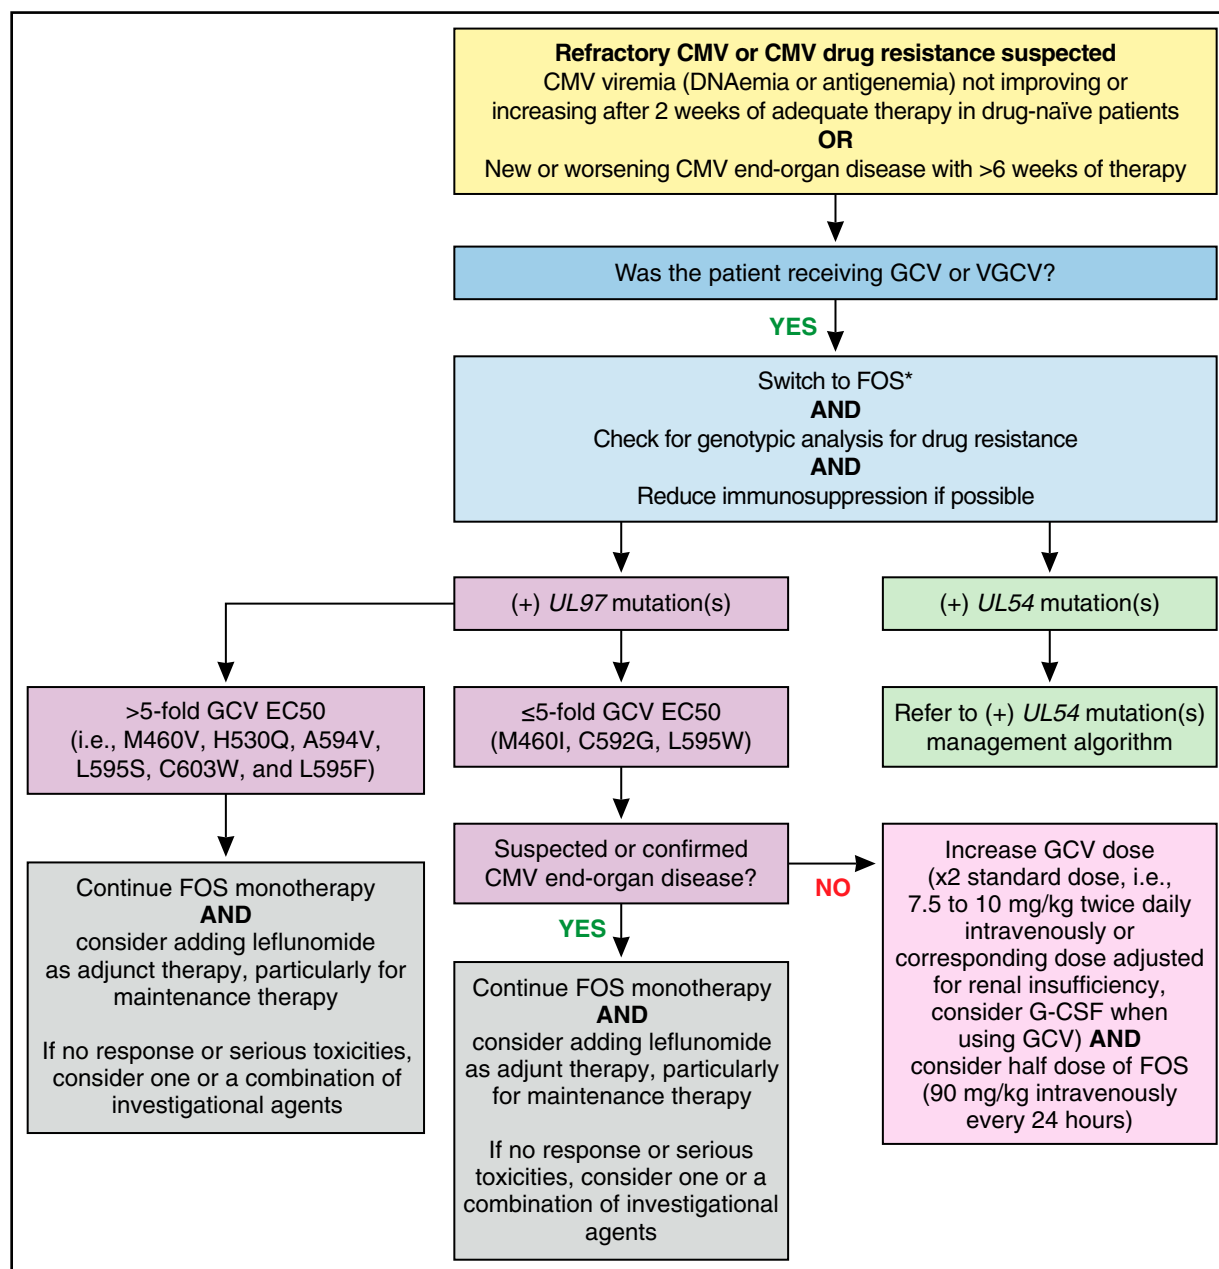 Refractory CMV or CMV drug resistance suspected
CMV viremia (DNAemia or antigenemia) not improving or
increasing after 2 weeks of adequate therapy in drug-naïve patients
OR
New or worsening CMV end-organ disease with >6 weeks of therapy
Was the patient receiving GCV or VGCV?
YES
Switch to FOS*
AND
Check for genotypic analysis for drug resistance
AND
Reduce immunosuppression if possible
(+) UL97 mutation(s)
(+) UL54 mutation(s)
>5-fold GCV EC50
(i.e., M460V, H530Q, A594V,
L595S, C603W, and L595F)
≤5-fold GCV EC50
(M460I, C592G, L595W)
Refer to (+) UL54 mutation(s)
management algorithm
Suspected or confirmed
CMV end-organ disease?
NO
YES
Continue FOS monotherapy
AND
consider adding leflunomide
as adjunct therapy, particularly for
maintenance therapy
If no response or serious toxicities,
consider one or a combination of
investigational agents
Continue FOS monotherapy
AND
consider adding leflunomide
as adjunt therapy, particularly
for maintenance therapy
If no response or serious
toxicities, consider one or a
combination of investigational
agents
Increase GCV dose
(x2 standard dose, i.e.,
7.5 to 10 mg/kg twice daily
intravenously or
corresponding dose adjusted
for renal insufficiency,
consider G-CSF when
using GCV) AND
consider half dose of FOS
(90 mg/kg intravenously
every 24 hours)